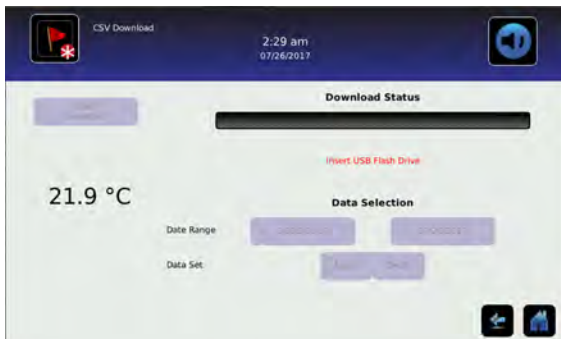 CSV Download
2:29 am
07/26/2017
Download Status
Insert USB Flash Drive
21.9 °C
Data Selection
Date Range
Data Set